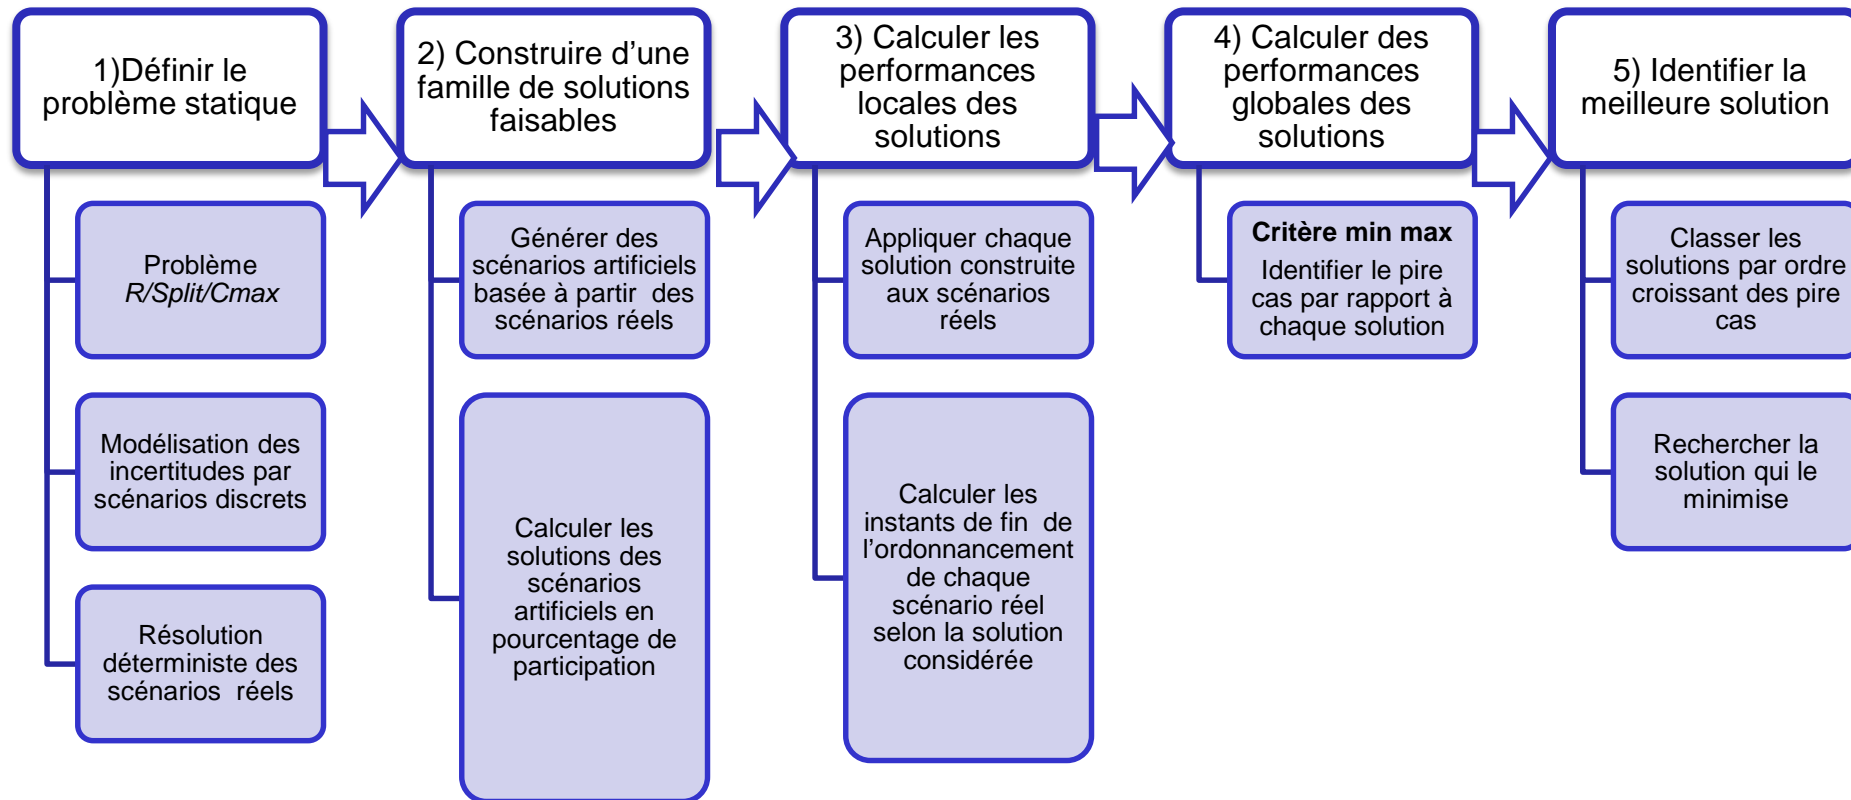 1)Définir le
problème statique
Problème
R/Split/Cmax
Modélisation des
incertitudes par
scénarios discrets
Résolution
déterministe des
scénarios réels
2) Construire d’une
famille de solutions
faisables
Générer des
scénarios artificiels
basée à partir des
scénarios réels
Calculer les
solutions des
scénarios
artificiels en
pourcentage de
participation
3) Calculer les
performances
locales des
solutions
Appliquer chaque
solution construite
aux scénarios
réels
Calculer les
instants de fin de
l’ordonnancement
de chaque
scénario réel
selon la solution
considérée
4) Calculer des
performances
globales des
solutions
Critère min max
Identifier le pire
cas par rapport à
chaque solution
5) Identifier la
meilleure solution
Classer les
solutions par ordre
croissant des pire
cas
Rechercher la
solution qui le
minimise